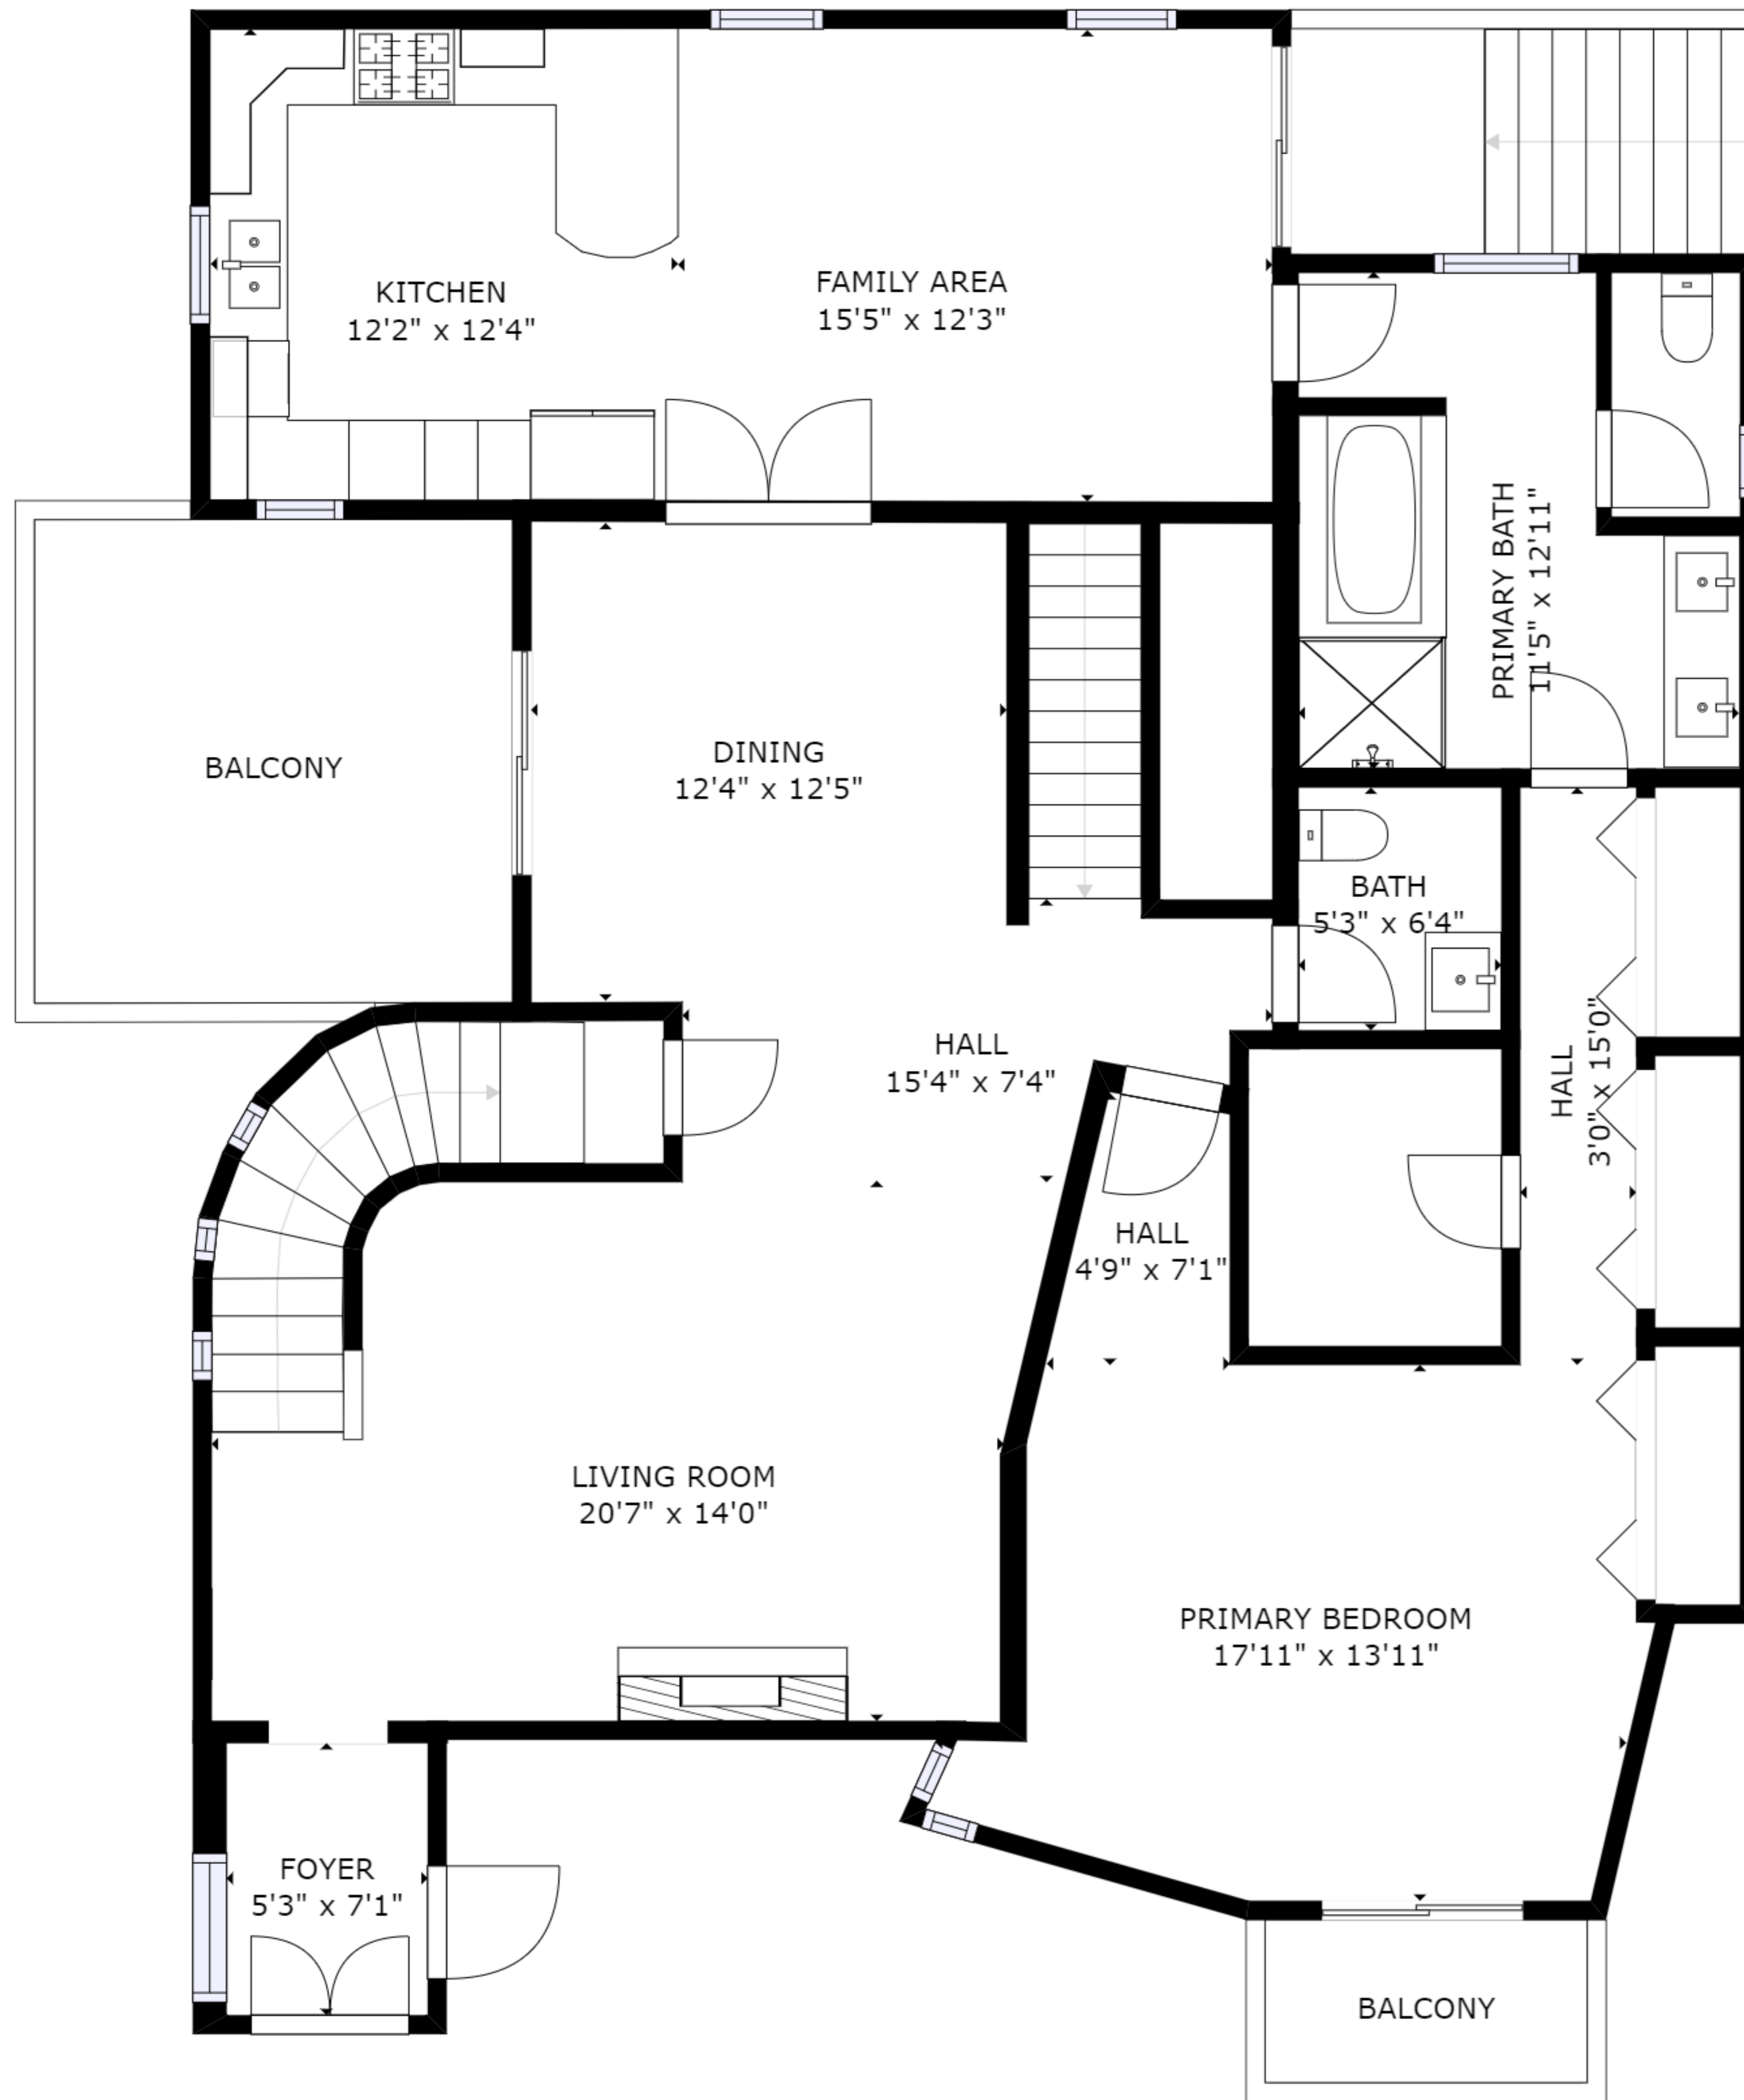 KITCHEN
12'2" x 12'4"
FAMILY AREA
15'5" x 12'3"
PRIMARY BATH
11'5" x 12'11"
BALCONY
DINING
12'4" x 12'5"
BATH
5'3" x 6'4"
HALL
15'4" x 7'4"
HALL
3'0" x 15'0"
HALL
4'9" x 7'1"
LIVING ROOM
20'7" x 14'0"
PRIMARY BEDROOM
17'11" x 13'11"
FOYER
5'3" x 7'1"
BALCONY